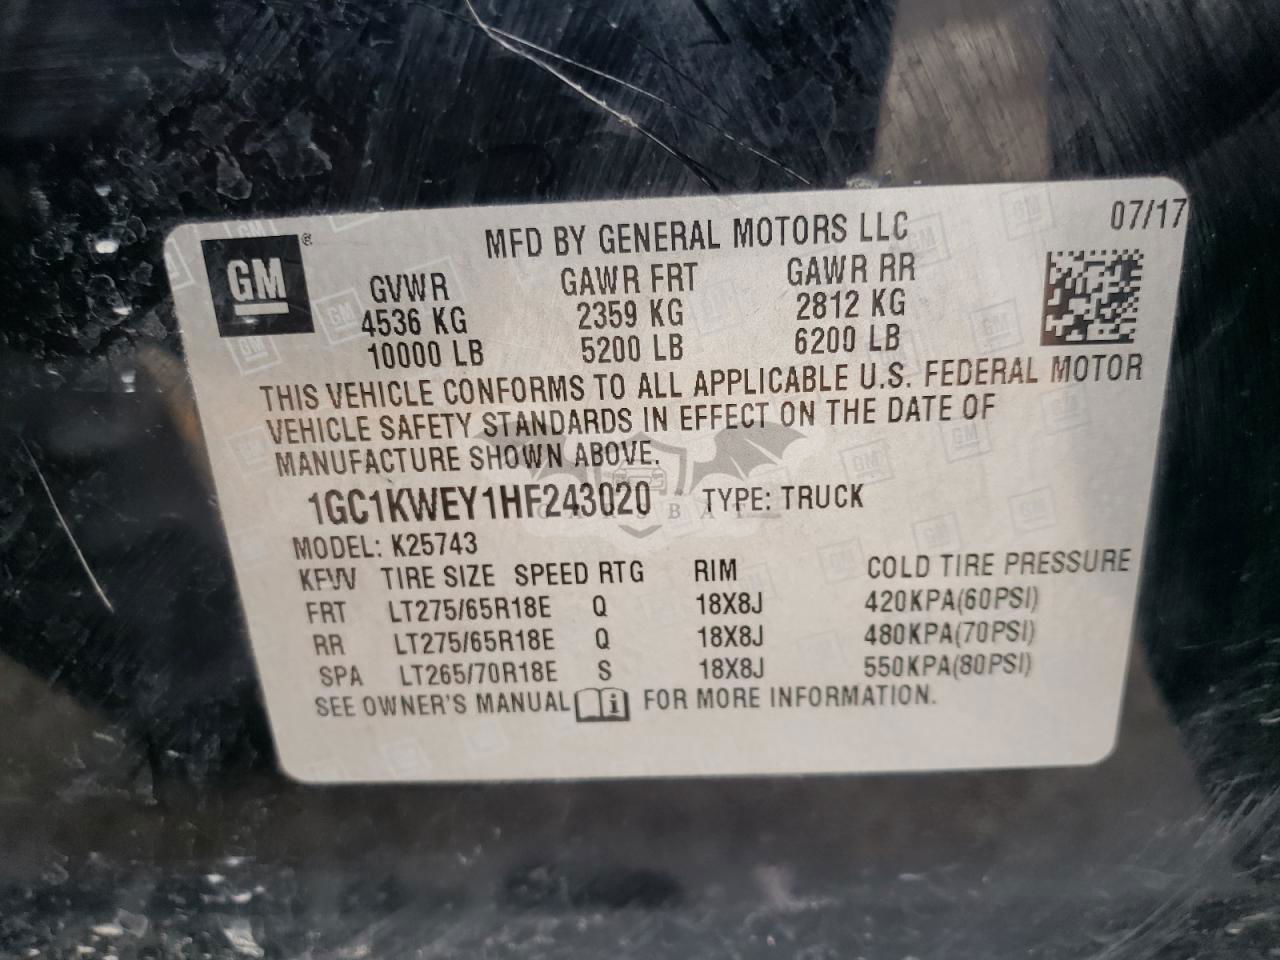 07/17
GM ®
MFD BY GENERAL MOTORS LLC
GVWR GAWR FRT GAWR RR
4536 KG 2359 KG 2812 KG
10000 LB 5200 LB 6200 LB
THIS VEHICLE CONFORMS TO ALL APPLICABLE U.S. FEDERAL MOTOR
VEHICLE SAFETY STANDARDS IN EFFECT ON THE DATE OF
MANUFACTURE SHOWN ABOVE.
1GC1KWEY1HF243020 TYPE: TRUCK
MODEL: K25743
KFW TIRE SIZE SPEED RTG RIM COLD TIRE PRESSURE
FRT LT275/65R18E Q 18X8J 420KPA(60PSI)
RR LT275/65R18E Q 18X8J 480KPA(70PSI)
SPA LT265/70R18E S 18X8J 550KPA(80PSI)
SEE OWNER'S MANUAL i FOR MORE INFORMATION.